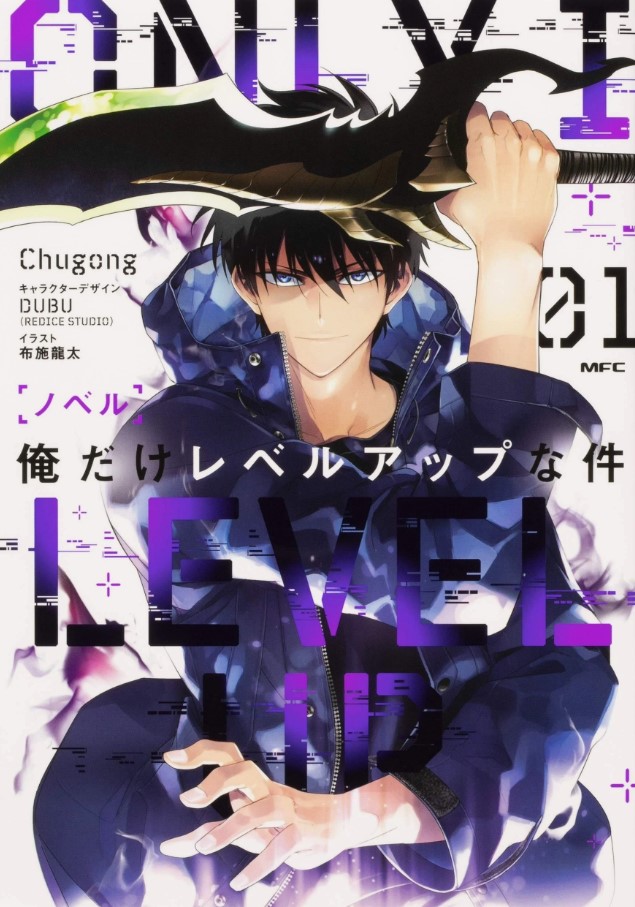 ONLY I
Chugong
キャラクターデザイン
DUBU
(REDICE STUDIO)
イラスト
布施龍太
01
MFC
[ノベル]
俺だけレベルアップな件
LEVEL
UP